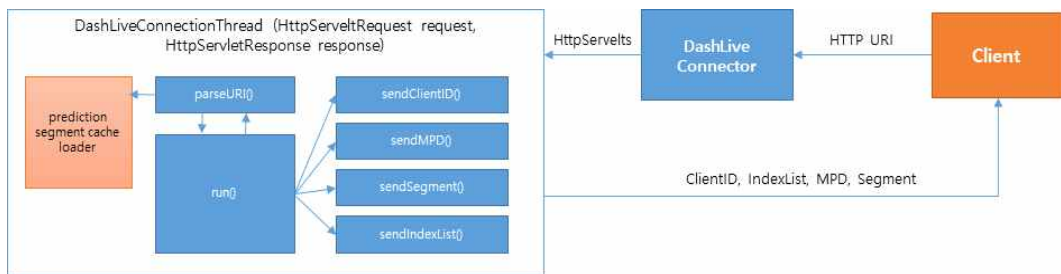 DashLiveConnectionThread (HttpServeltRequest request,
HttpServletResponse response)
prediction
segment cache
loader
parseURI()
run()
sendClientID()
sendMPD()
sendSegment()
sendIndexList()
HttpServelts
DashLive
Connector
HTTP URI
Client
ClientID, IndexList, MPD, Segment